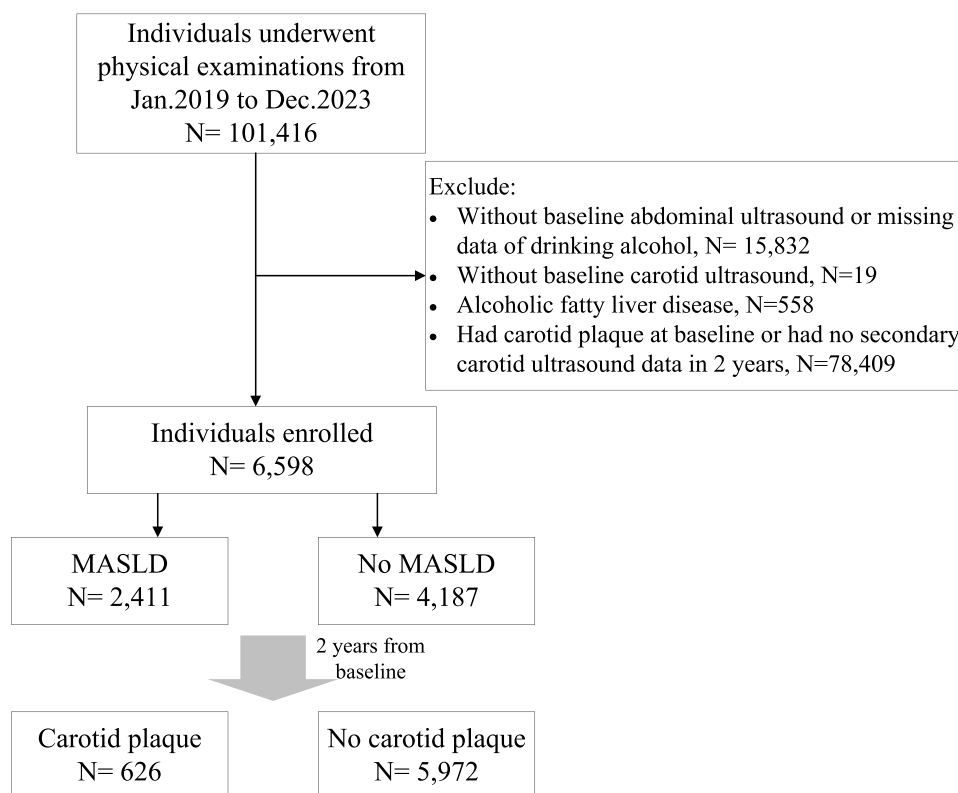 Individuals underwent
physical examinations from
Jan.2019 to Dec.2023
N= 101,416
Exclude:
• Without baseline abdominal ultrasound or missing
data of drinking alcohol, N= 15,832
• Without baseline carotid ultrasound, N=19
• Alcoholic fatty liver disease, N=558
• Had carotid plaque at baseline or had no secondary
carotid ultrasound data in 2 years, N=78,409
Individuals enrolled
N= 6,598
MASLD
N= 2,411
No MASLD
N= 4,187
2 years from
baseline
Carotid plaque
N= 626
No carotid plaque
N= 5,972